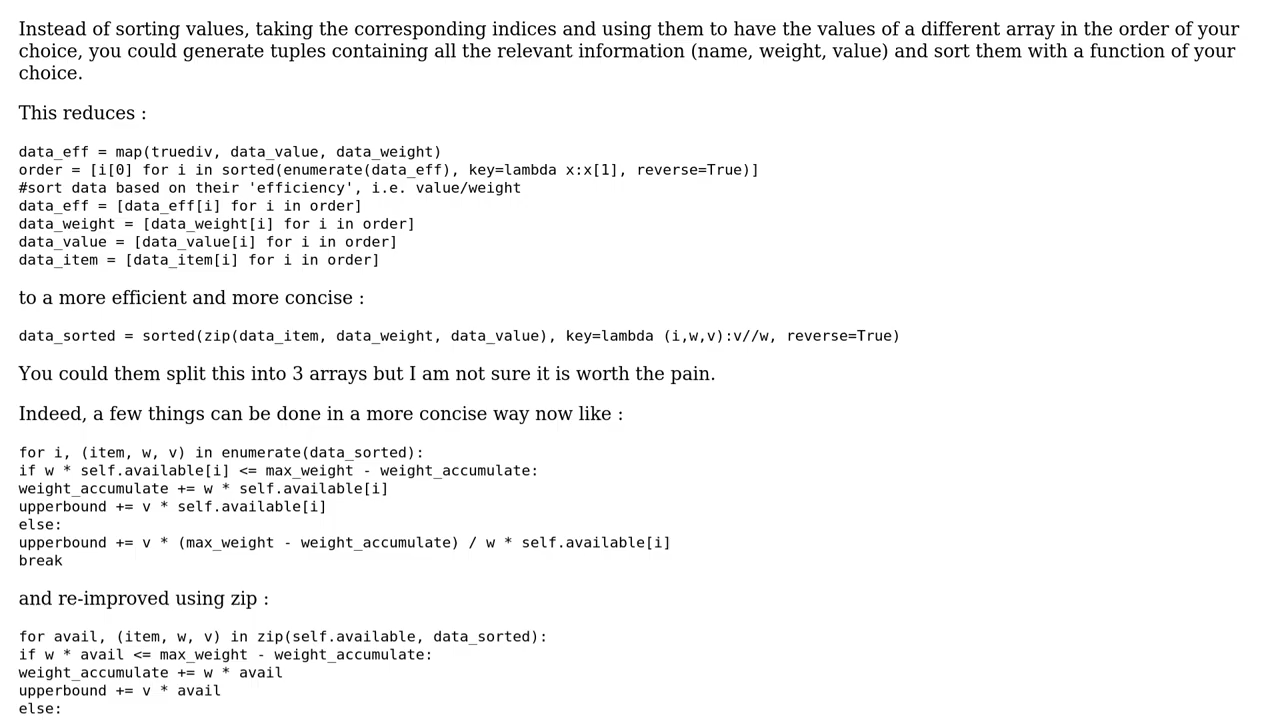 Instead of sorting values, taking the corresponding indices and using them to have the values of a different array in the order of your
choice, you could generate tuples containing all the relevant information (name, weight, value) and sort them with a function of your
choice.
This reduces :
data_eff = map(truediv, data_value, data_weight)
order = [i[0] for i in sorted(enumerate(data_eff), key=lambda x:x[1], reverse=True)]
#sort data based on their 'efficiency', i.e. value/weight
data_eff = [data_eff[i] for i in order]
data_weight = [data_weight[i] for i in order]
data_value = [data_value[i] for i in order]
data_item = [data_item[i] for i in order]
to a more efficient and more concise :
data_sorted = sorted(zip(data_item, data_weight, data_value), key=lambda (i,w,v):v//w, reverse=True)
You could them split this into 3 arrays but I am not sure it is worth the pain.
Indeed, a few things can be done in a more concise way now like :
for i, (item, w, v) in enumerate(data_sorted):
if w * self.available[i] <= max_weight - weight_accumulate:
weight_accumulate += w * self.available[i]
upperbound += v * self.available[i]
else:
upperbound += v * (max_weight - weight_accumulate) / w * self.available[i]
break
and re-improved using zip :
for avail, (item, w, v) in zip(self.available, data_sorted):
if w * avail <= max_weight - weight_accumulate:
weight_accumulate += w * avail
upperbound += v * avail
else: